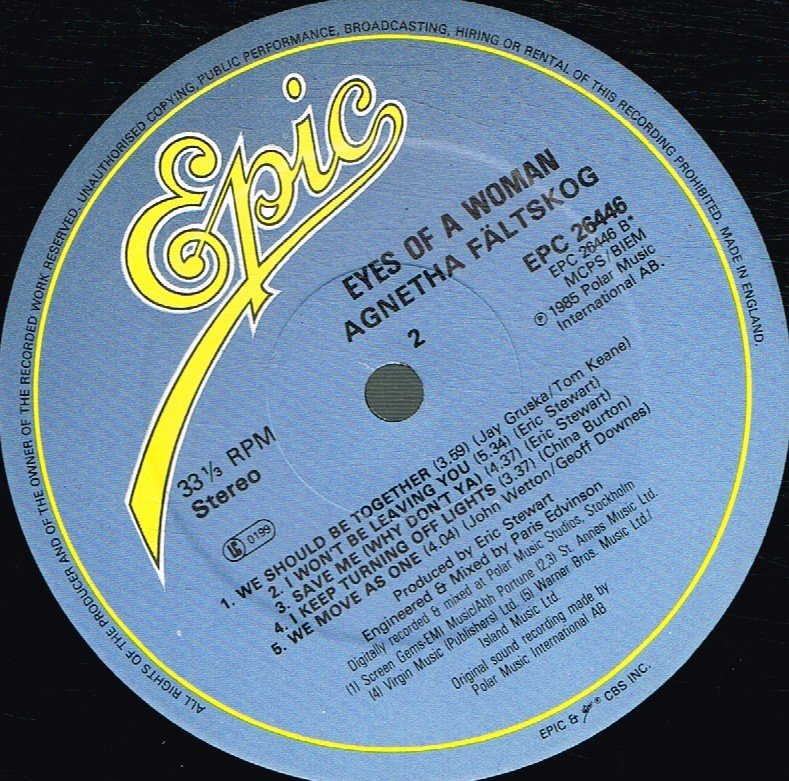 ALL RIGHTS OF THE PRODUCER AND OF THE OWNER OF THE RECORDED WORK RESERVED. UNAUTHORISED COPYING, PUBLIC PERFORMANCE, BROADCASTING, HIRING OR RENTAL OF THIS RECORDING PROHIBITED. MADE IN ENGLAND.
Epic
EYES OF A WOMAN
AGNETHA FÄLTSKOG
2
EPC 26446
EPC 26446 B*
MCPS/BIEM
℗ 1985 Polar Music
International AB.
33 1/3 RPM
Stereo
LC 0199
1. WE SHOULD BE TOGETHER (3.59) (Jay Gruska/Tom Keane)
2. I WON'T BE LEAVING YOU (5.34) (Eric Stewart)
3. SAVE ME (WHY DON'T YA) (4.37) (Eric Stewart)
4. I KEEP TURNING OFF LIGHTS (3.37) (China Burton)
5. WE MOVE AS ONE (4.04) (John Wetton/Geoff Downes)
Produced by Eric Stewart
Engineered & Mixed by Paris Edvinson
Digitally recorded & mixed at Polar Music Studios, Stockholm
(1) Screen Gems-EMI Music/Ahh Portune (2.3) St. Annes Music Ltd.
(4) Virgin Music (Publishers) Ltd. (5) Warner Bros. Music Ltd./
Island Music Ltd.
Original sound recording made by
Polar Music International AB
EPIC & Epic ® CBS INC.